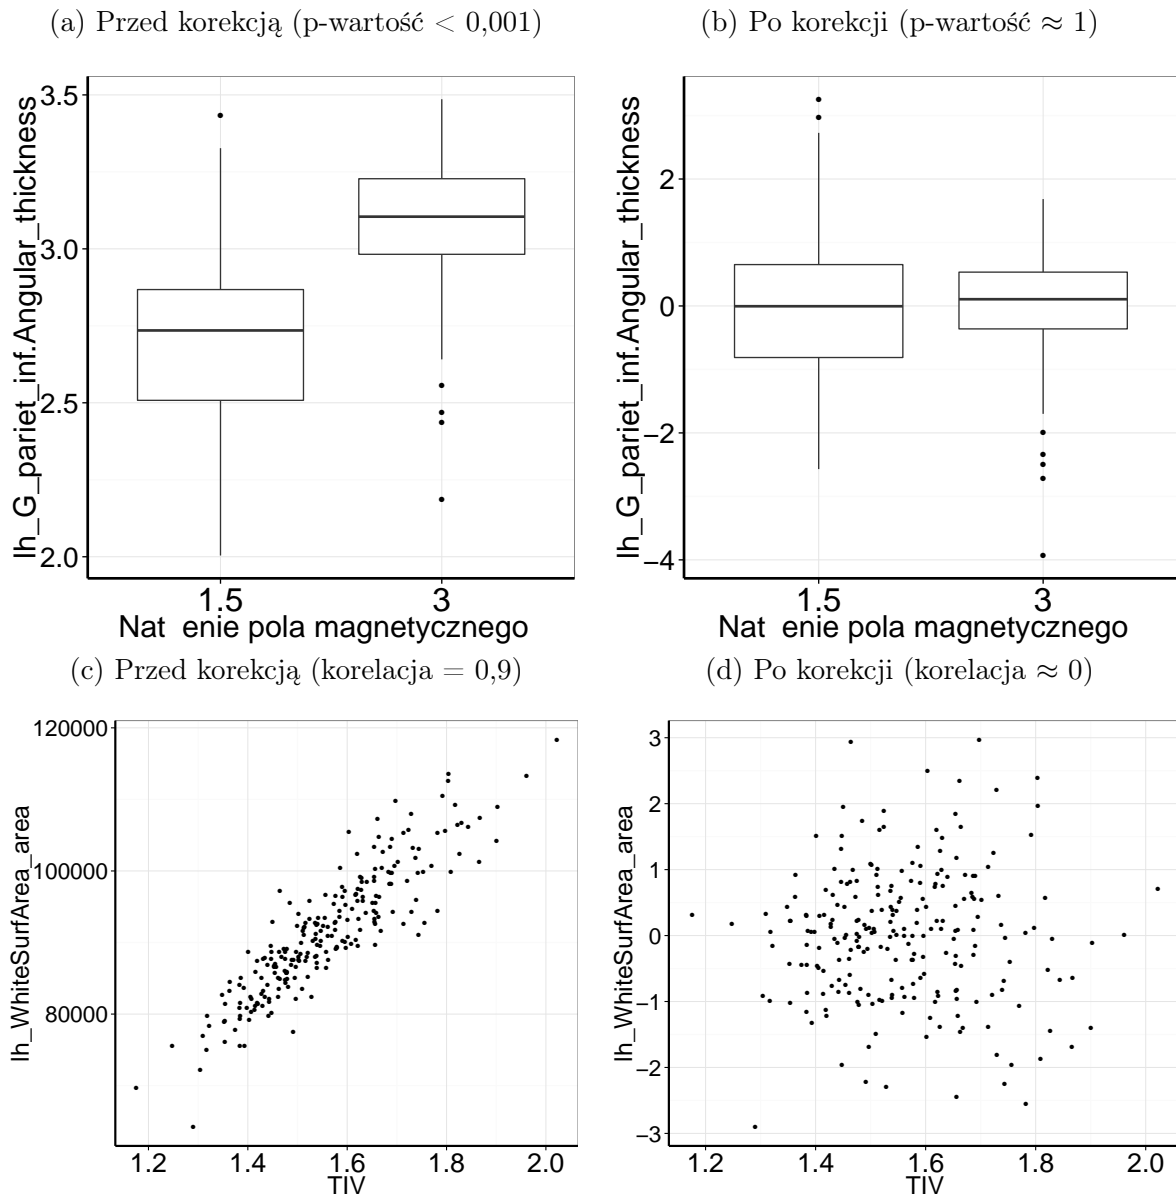 (a) Przed korekcją (p-wartość < 0,001)
(b) Po korekcji (p-wartość ≈ 1)
lh_G_pariet_inf.Angular_thickness
3.5
3.0
2.5
2.0
1.5
3
Nat enie pola magnetycznego
lh_G_pariet_inf.Angular_thickness
2
0
−2
−4
1.5
3
Nat enie pola magnetycznego
(c) Przed korekcją (korelacja = 0,9)
(d) Po korekcji (korelacja ≈ 0)
lh_WhiteSurfArea_area
120000
100000
80000
1.2
1.4
1.6
1.8
2.0
TIV
lh_WhiteSurfArea_area
3
2
1
0
−1
−2
−3
1.2
1.4
1.6
1.8
2.0
TIV